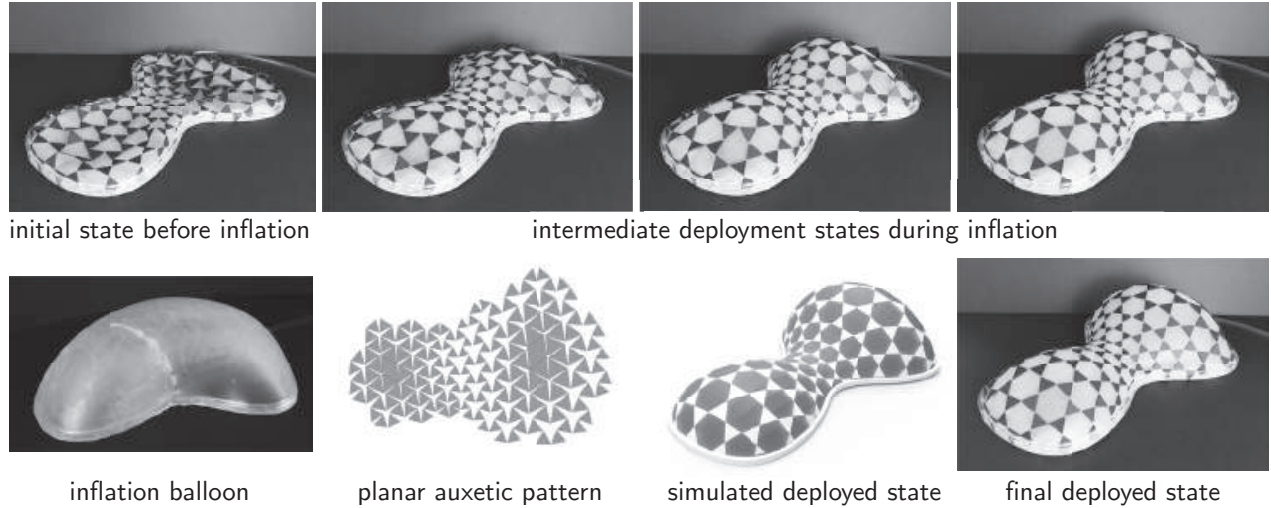 initial state before inflation
intermediate deployment states during inflation
inflation balloon
planar auxetic pattern
simulated deployed state
final deployed state